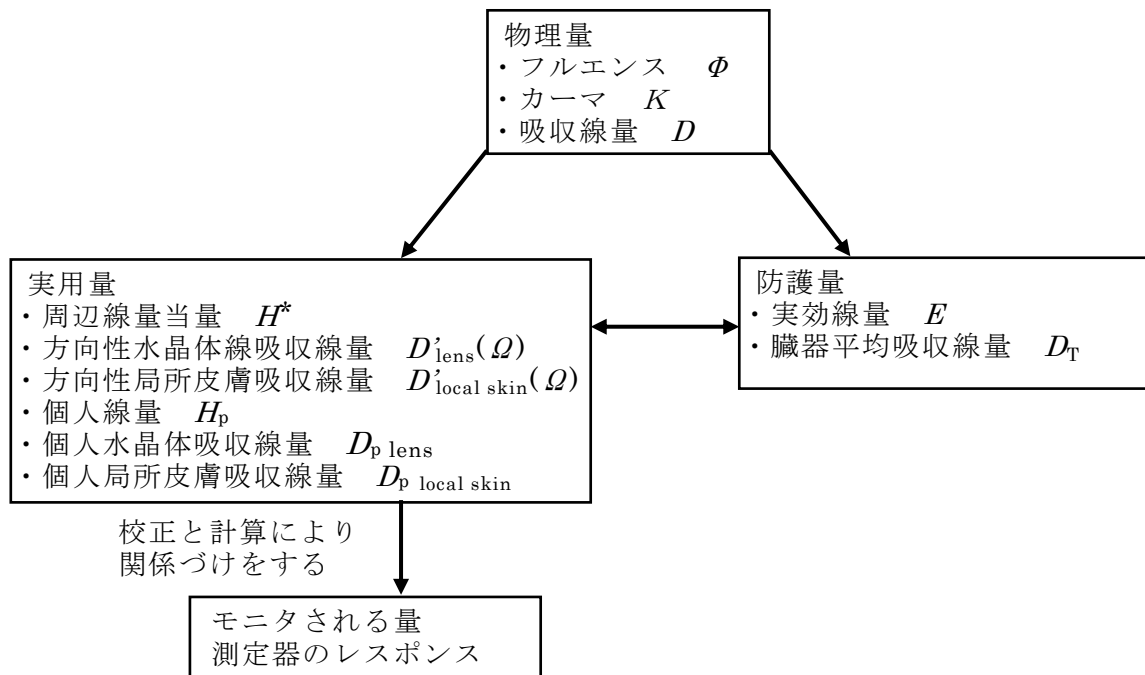 物理量
・フルエンス Φ
・カーマ K
・吸収線量 D
実用量
・周辺線量当量 H*
・方向性水晶体線吸収線量 D'lens(Ω)
・方向性局所皮膚吸収線量 D'local skin(Ω)
・個人線量 Hp
・個人水晶体吸収線量 Dp lens
・個人局所皮膚吸収線量 Dp local skin
防護量
・実効線量 E
・臓器平均吸収線量 DT
校正と計算により
関係づけをする
モニタされる量
測定器のレスポンス